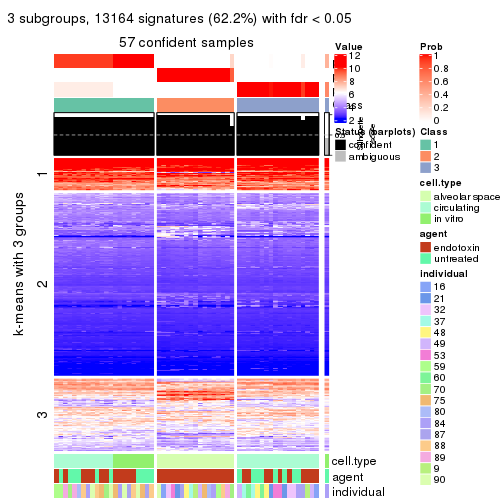 3 subgroups, 13164 signatures (62.2%) with fdr < 0.05
57 confident samples
k-means with 3 groups
1
2
3
cell.type
agent
individual
Value
12
10
8
6
4
2
Status (barplots)
confident
ambiguous
Prob
1
0.8
0.6
0.4
0.2
0
Class
1
2
3
cell.type
alveolar space
circulating
in vitro
agent
endotoxin
untreated
individual
16
21
32
37
48
49
53
59
60
70
75
80
84
87
88
89
9
90